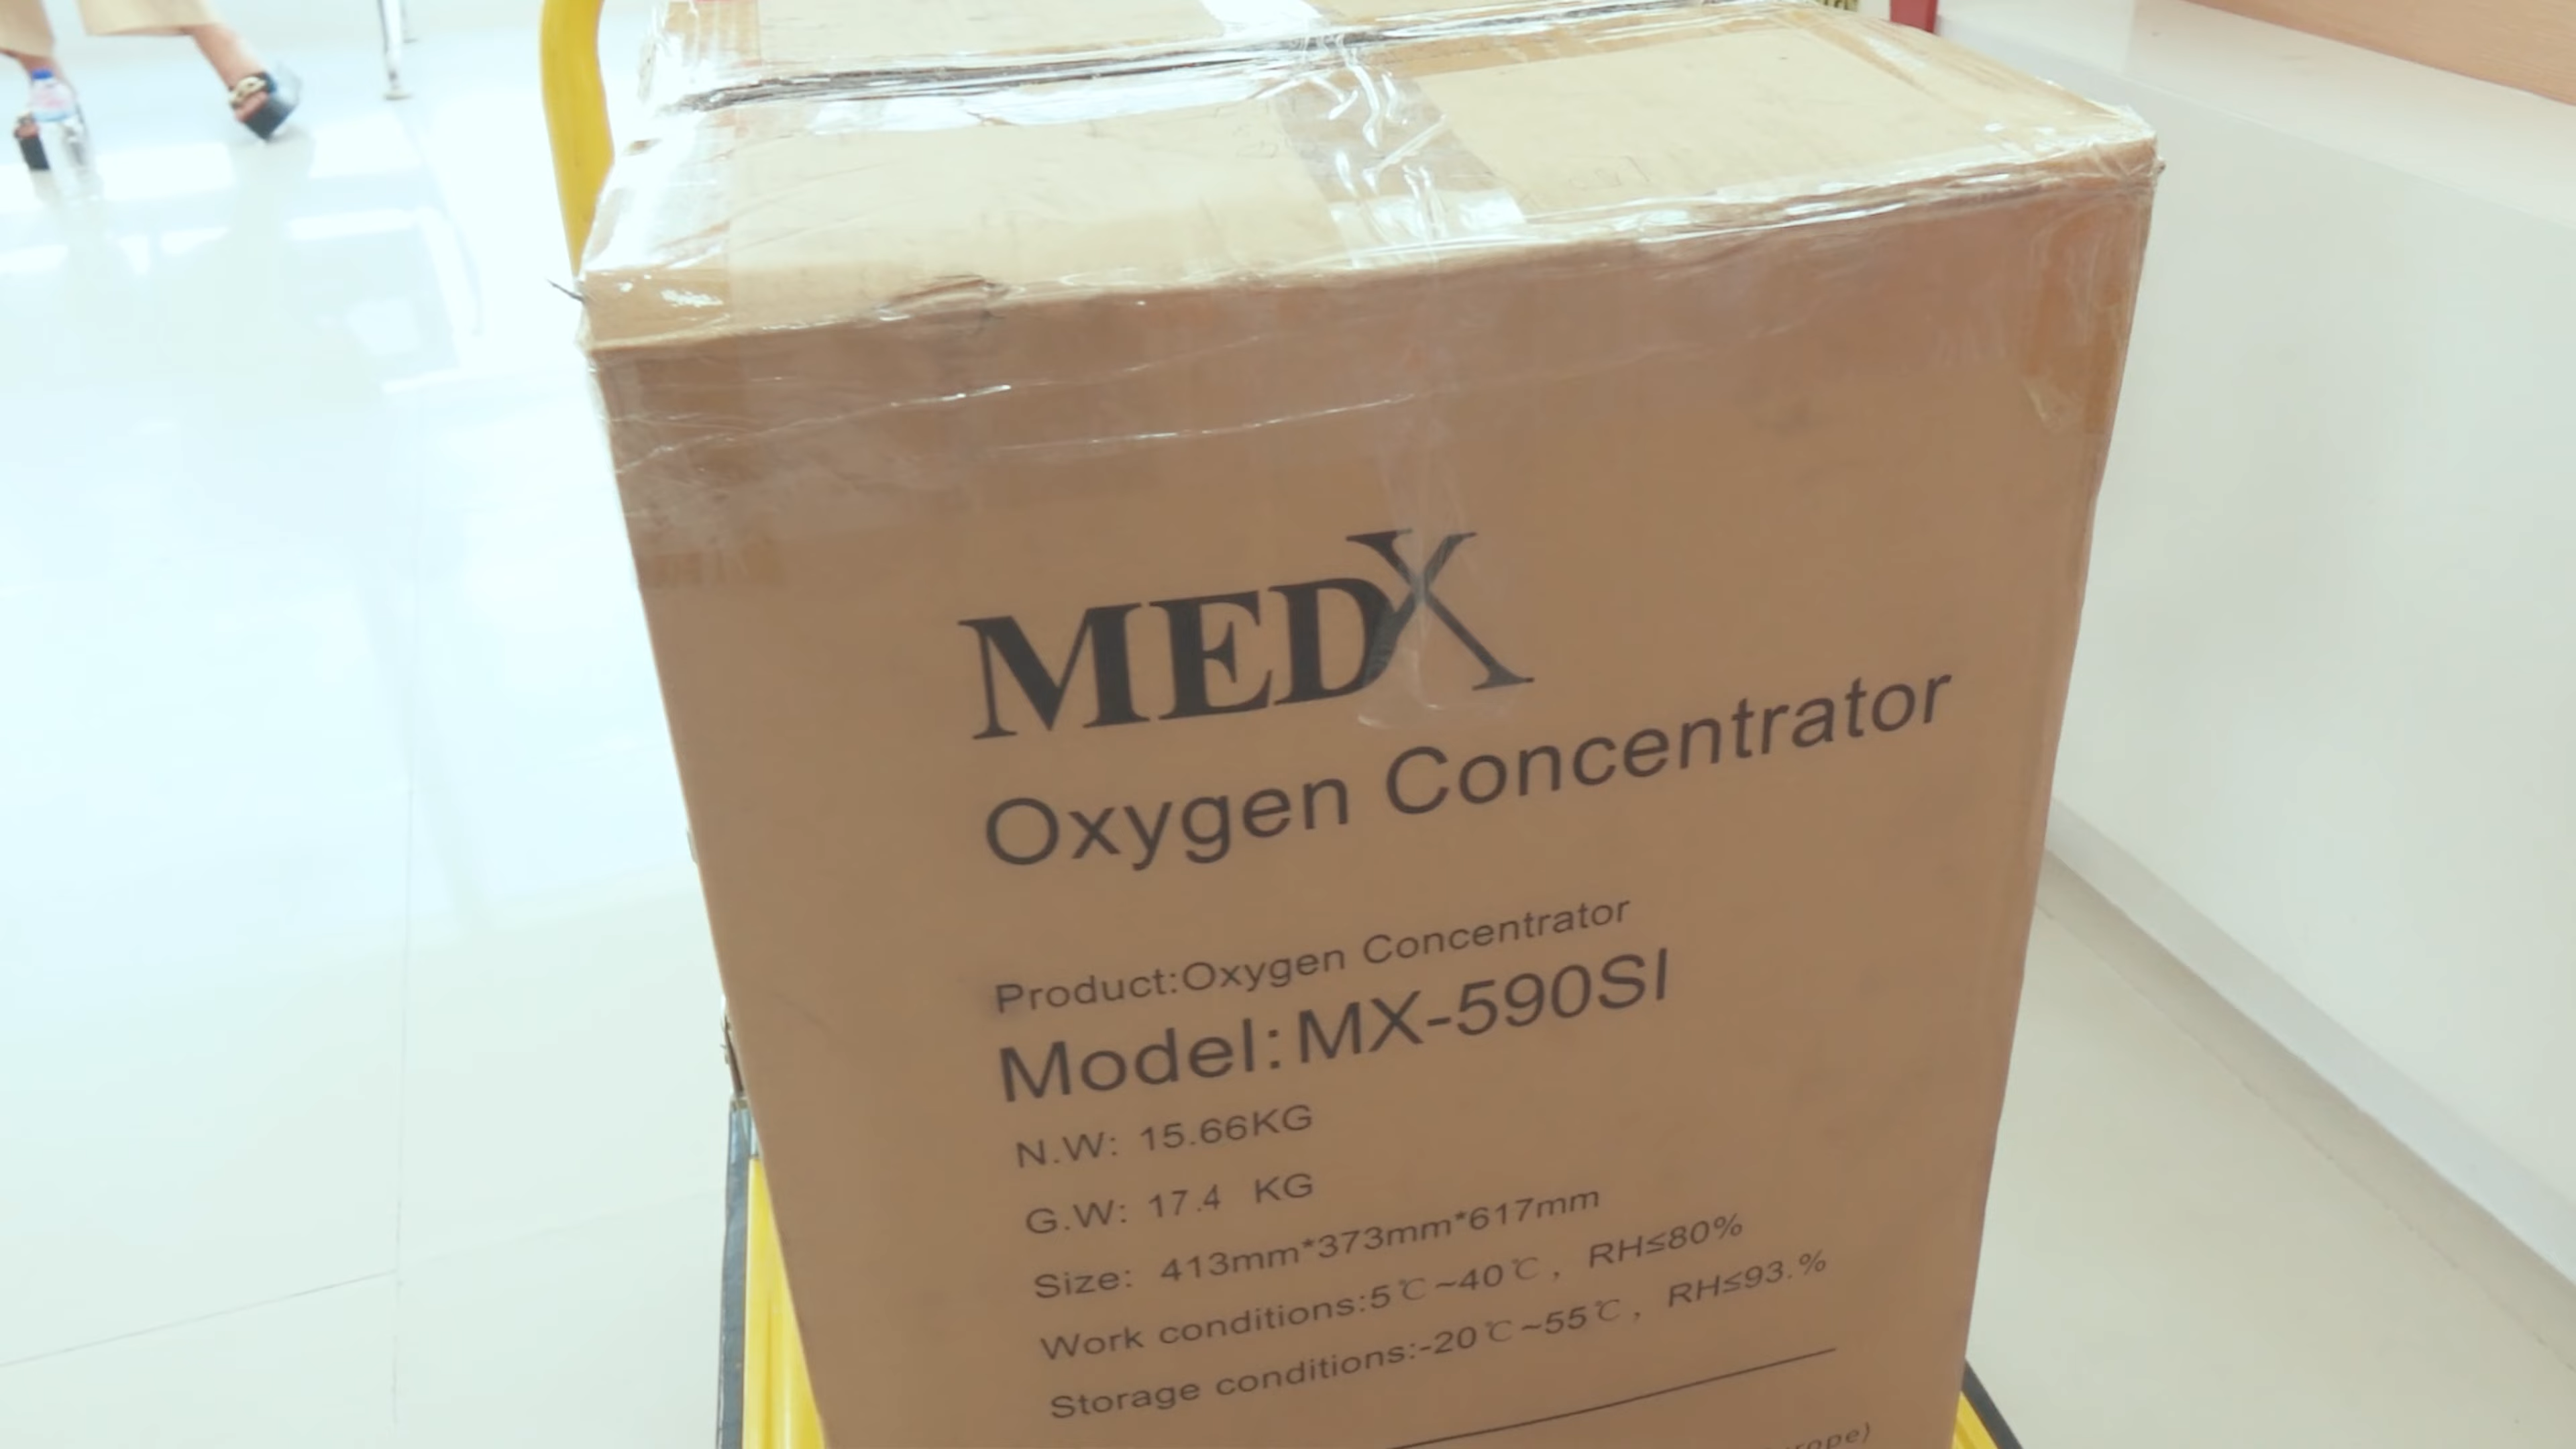 MEDX
Oxygen Concentrator
Product:Oxygen Concentrator
Model:MX-590SI
N.W: 15.66KG
G.W: 17.4 KG
Size: 413mm*373mm*617mm
Work conditions:5℃~40℃, RH≤80%
Storage conditions:-20℃~55℃, RH≤93.%